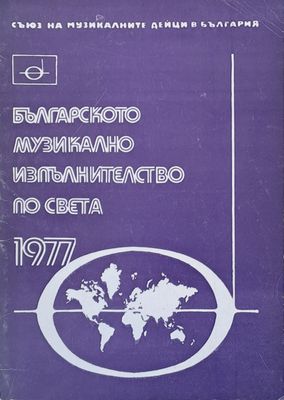 СЪЮЗ НА МУЗИКАЛНИТЕ ДЕЙЦИ В БЪЛГАРИЯ
БЪЛГАРСКОТО
МУЗИКАЛНО
ИЗПЪЛНИТЕЛСТВО
ПО СВЕТА
1977